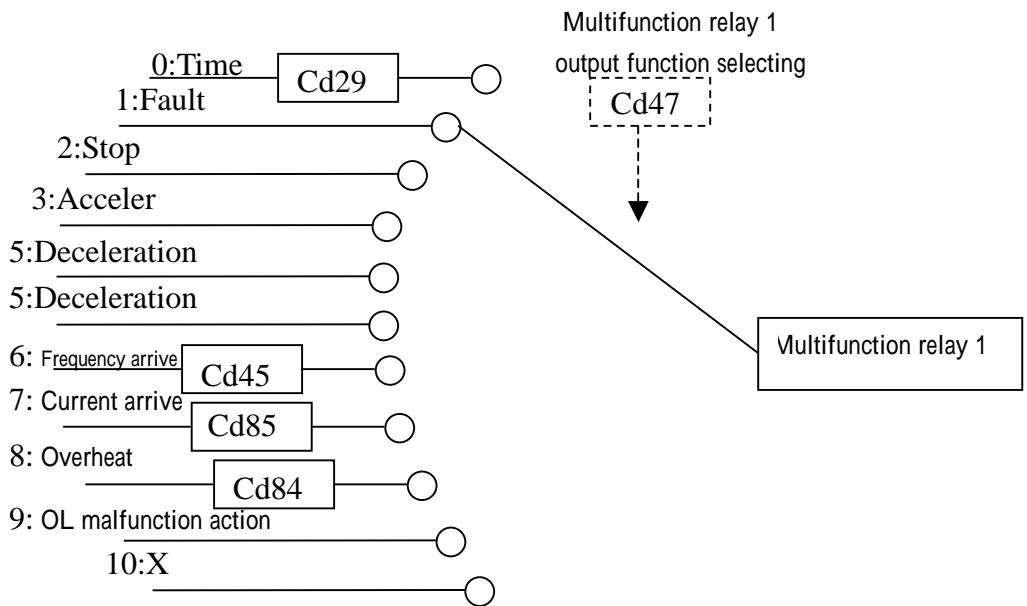 Multifunction relay 1
output function selecting
Cd47
0:Time
Cd29
1:Fault
2:Stop
3:Acceler
5:Deceleration
5:Deceleration
6: Frequency arrive
Cd45
7: Current arrive
Cd85
8: Overheat
Cd84
9: OL malfunction action
10:X
Multifunction relay 1